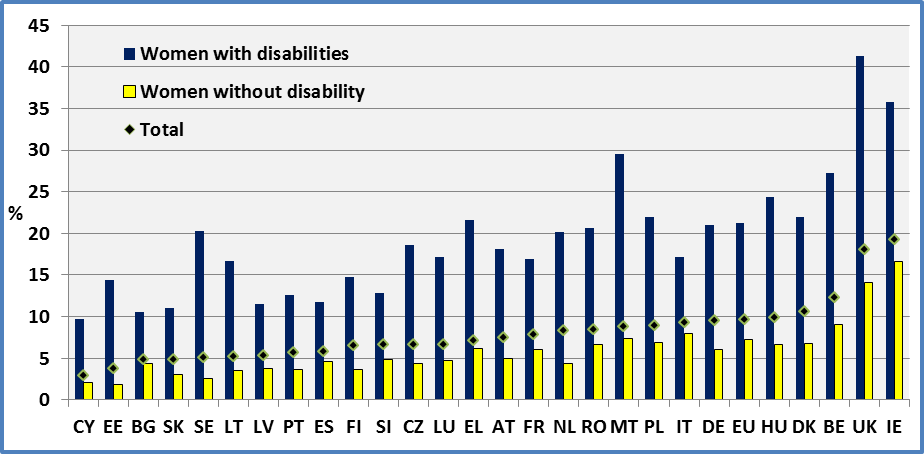 45
40
35
30
25
20
15
10
5
0
%
Women with disabilities
Women without disability
Total
CY EE BG SK SE LT LV PT ES FI SI CZ LU EL AT FR NL RO MT PL IT DE EU HU DK BE UK IE